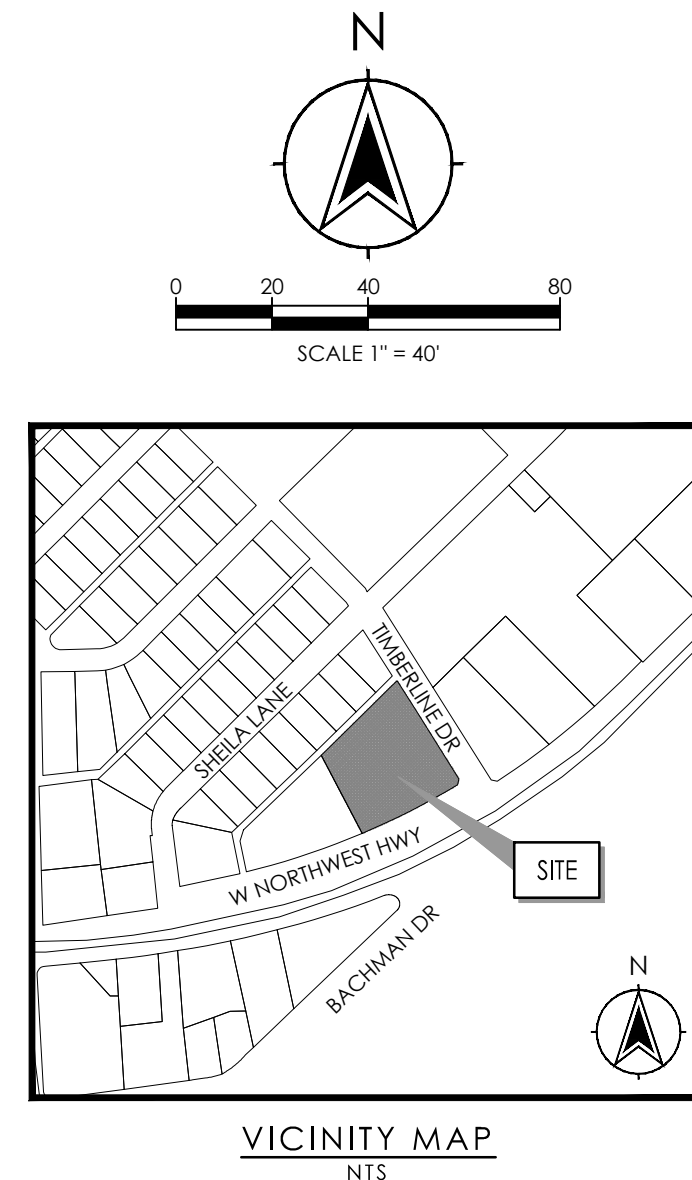 N
0 20 40 80
SCALE 1" = 40'
TIMBERLINE DR
SHEILA LANE
W NORTHWEST HWY
SITE
BACHMAN DR
N
VICINITY MAP
NTS